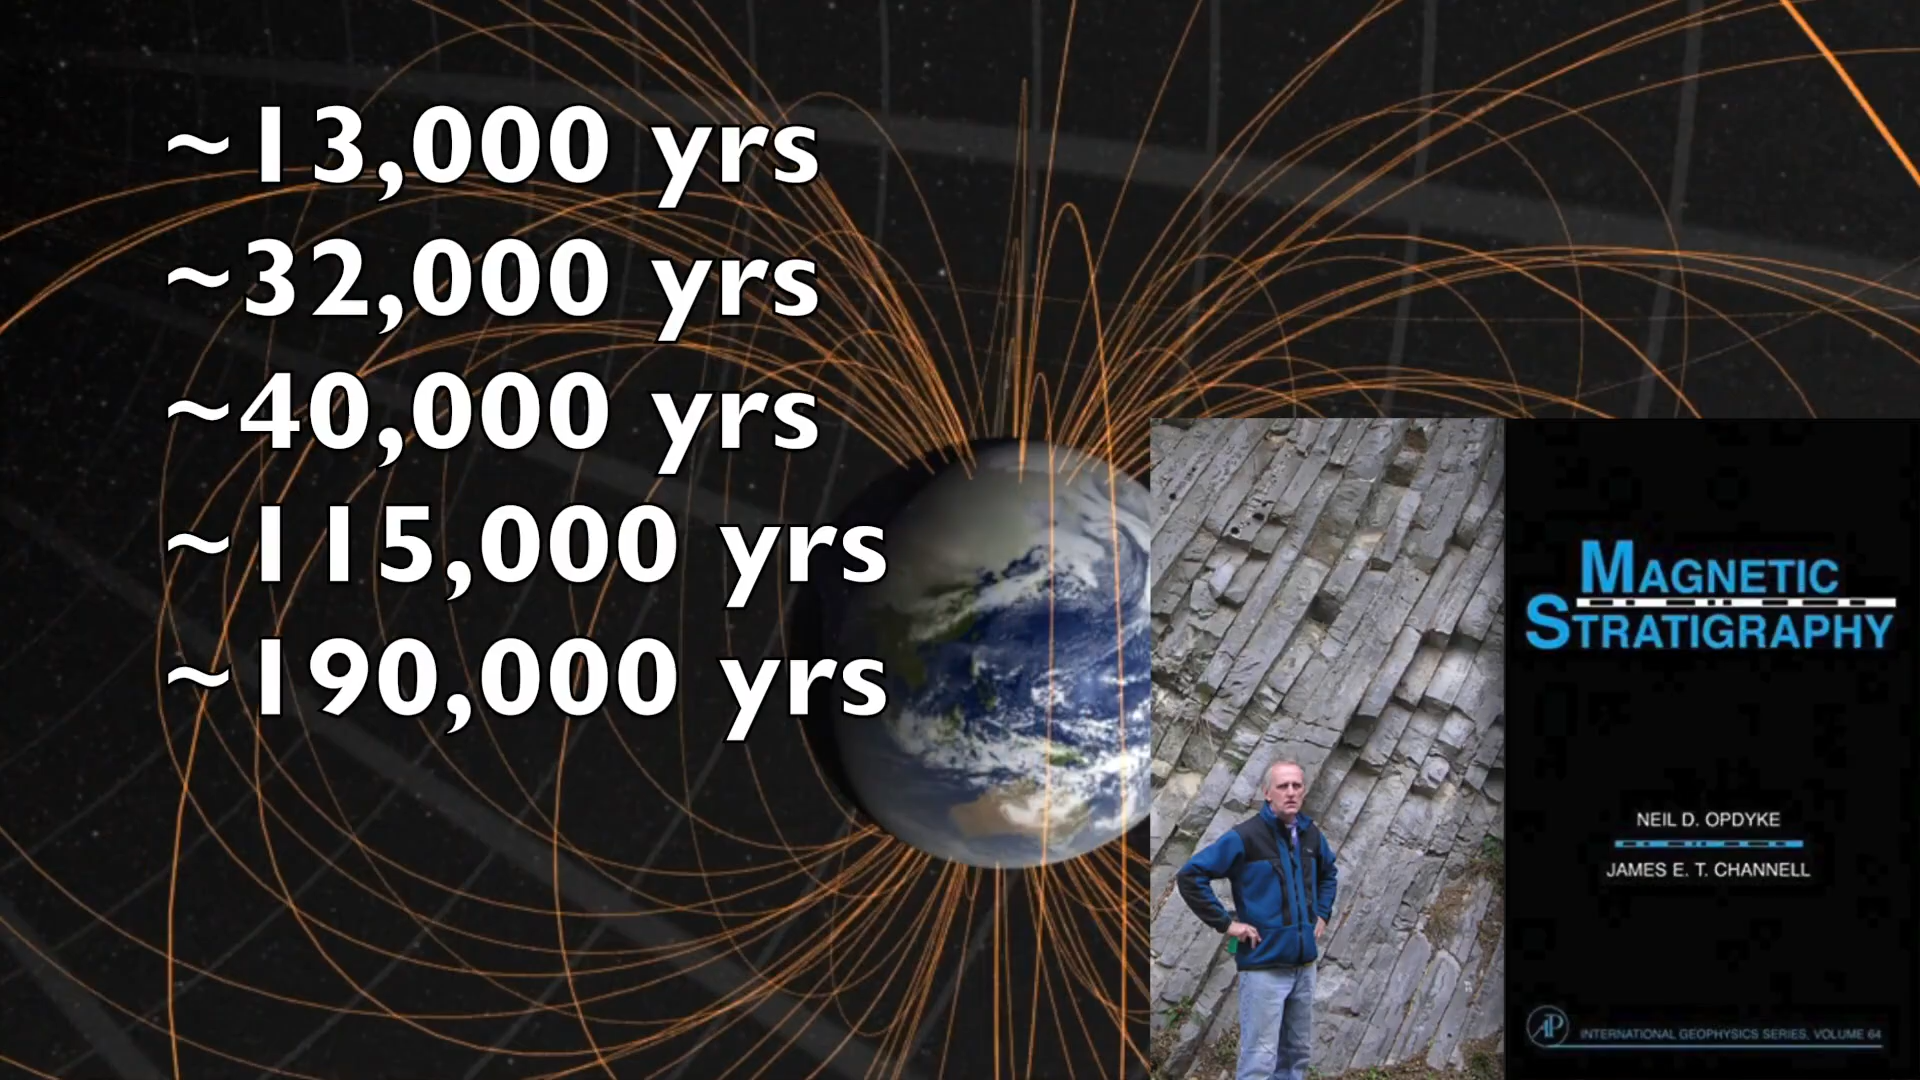 ~13,000 yrs
~32,000 yrs
~40,000 yrs
~115,000 yrs
~190,000 yrs
MAGNETIC
STRATIGRAPHY
NEIL D. OPDYKE
JAMES E. T. CHANNELL
AP INTERNATIONAL GEOPHYSICS SERIES, VOLUME 64